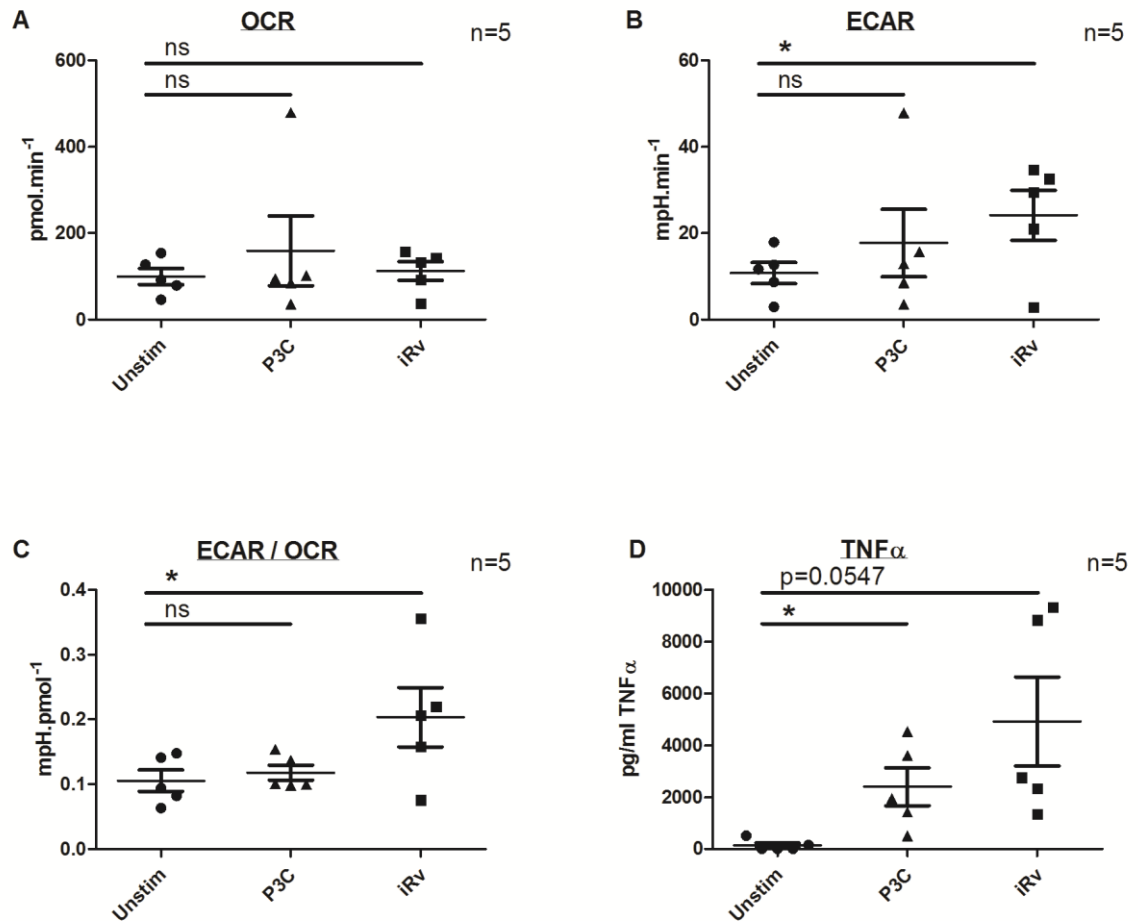 A
OCR
n=5
ns
ns
600
400
200
0
pmol.min⁻¹
Unstim
P3C
iRv
B
ECAR
n=5
*
ns
60
40
20
0
mpH.min⁻¹
Unstim
P3C
iRv
C
ECAR / OCR
n=5
*
ns
0.4
0.3
0.2
0.1
0.0
mpH.pmol⁻¹
Unstim
P3C
iRv
D
TNFα
n=5
p=0.0547
*
10000
8000
6000
4000
2000
0
pg/ml TNFα
Unstim
P3C
iRv